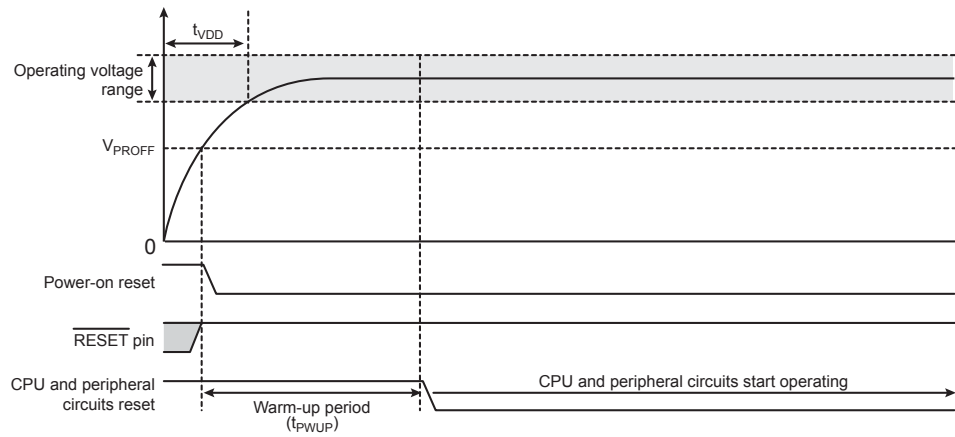 tVDD
Operating voltage
range
VPROFF
0
Power-on reset
RESET pin
CPU and peripheral
circuits reset
Warm-up period
(tPWUP)
CPU and peripheral circuits start operating